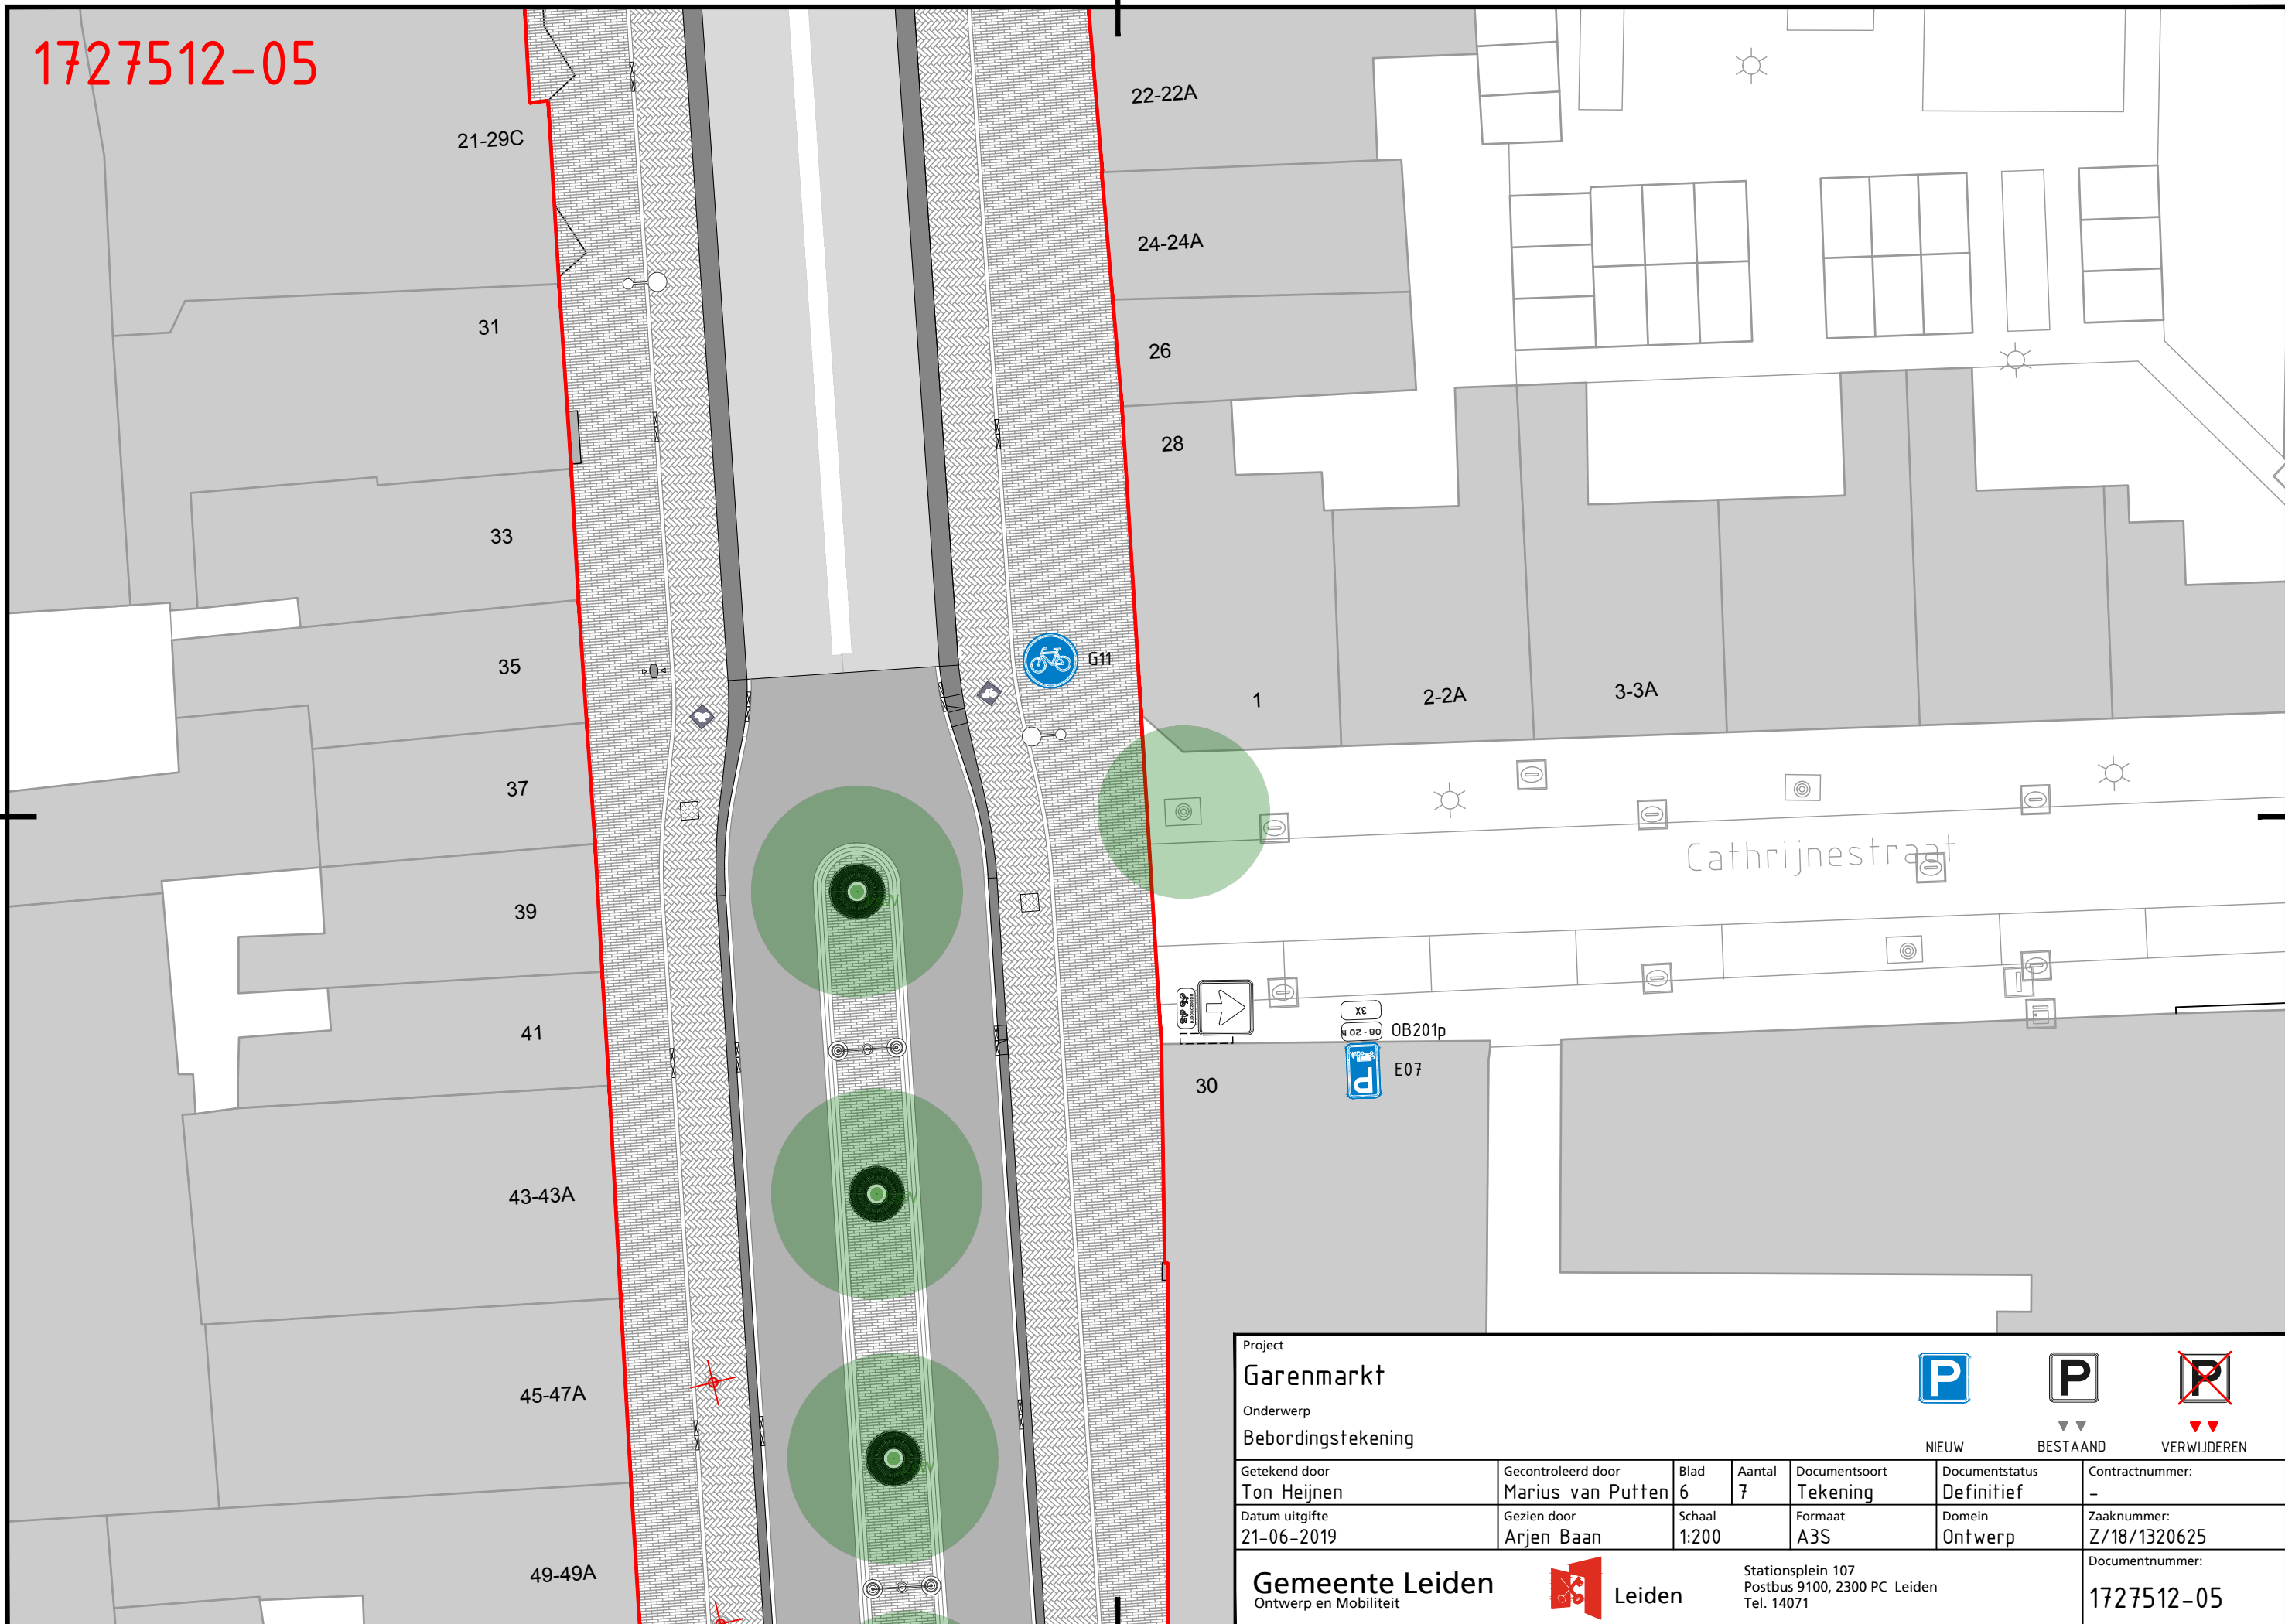 1727512-05
21-29C
22-22A
24-24A
31
26
28
33
35
G11
1
2-2A
3-3A
37
Cathrijnestraat
39
41
3X
08-20 h
OB201p
E07
P
30
43-43A
45-47A
49-49A
Project
Garenmarkt
Onderwerp
Bebordingstekening
P
P
P
NIEUW
BESTAAND
VERWIJDEREN
Getekend door
Ton Heijnen
Gecontroleerd door
Marius van Putten
Blad
6
Aantal
7
Documentsoort
Tekening
Documentstatus
Definitief
Contractnummer:
-
Datum uitgifte
21-06-2019
Gezien door
Arjen Baan
Schaal
1:200
Formaat
A3S
Domein
Ontwerp
Zaaknummer:
Z/18/1320625
Gemeente Leiden
Ontwerp en Mobiliteit
Leiden
Stationsplein 107
Postbus 9100, 2300 PC Leiden
Tel. 14071
Documentnummer:
1727512-05